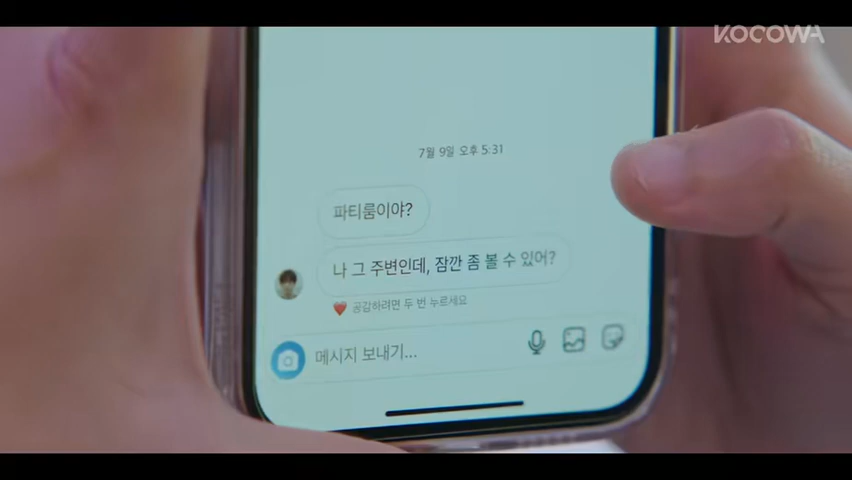 KOCOWA
7월 9일 오후 5:31
파티룸이야?
나 그 주변인데, 잠깐 좀 볼 수 있어?
공감하려면 두 번 누르세요
메시지 보내기...